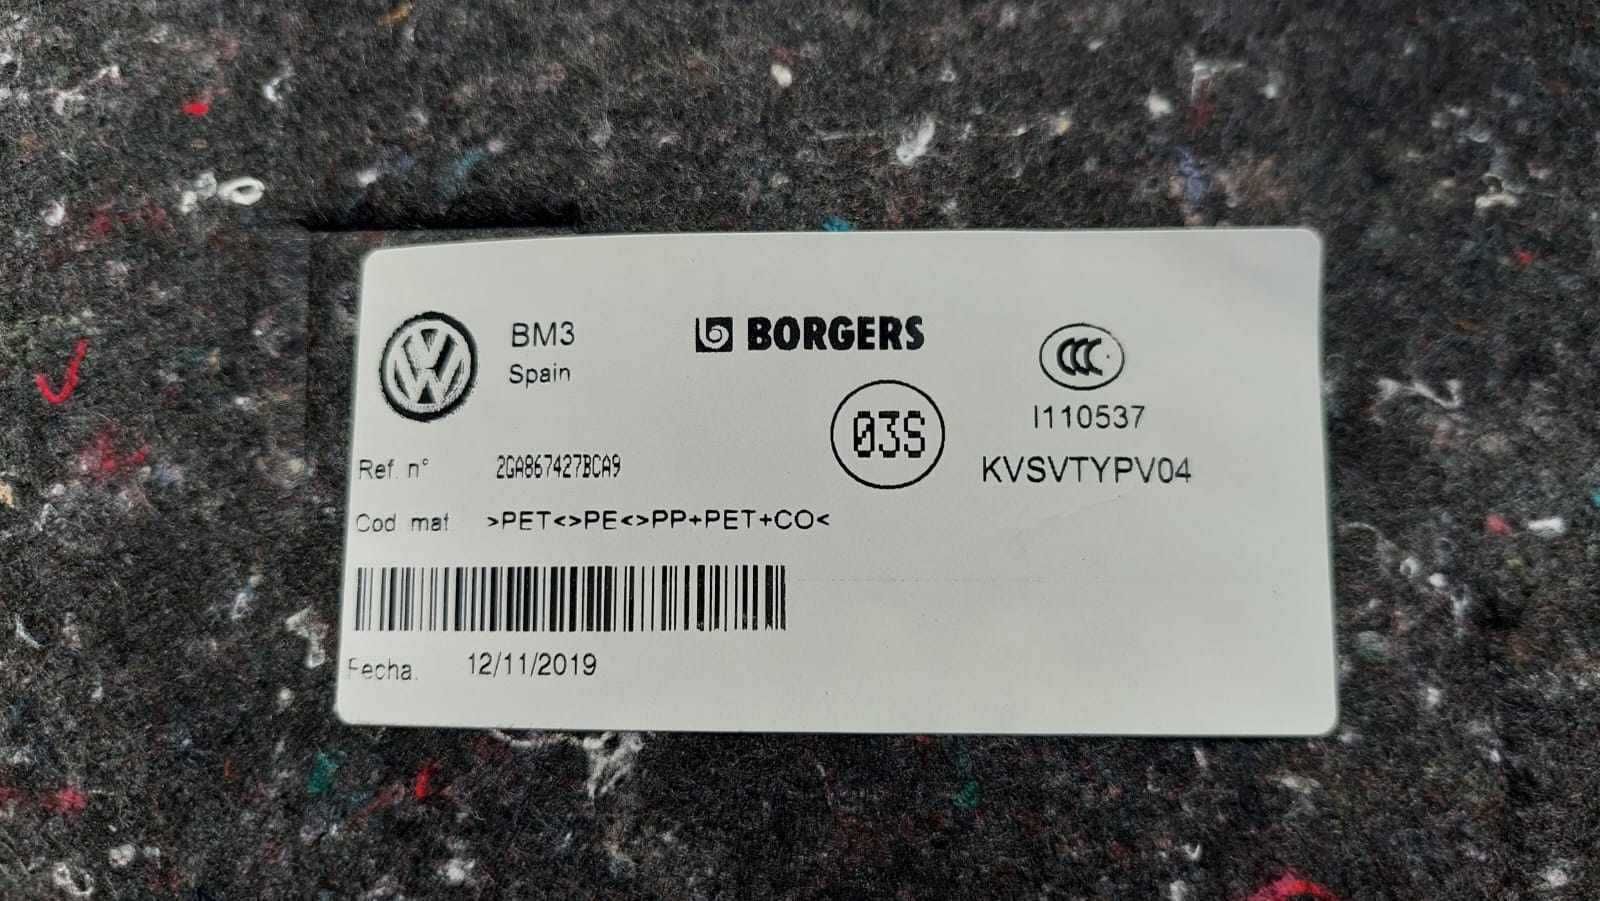 BM3
Spain
BORGERS
CCC
03S
I110537
KVSVTYPV04
Ref. n° 2GA867427BCA9
Cod mat >PET<>PE<>PP+PET+CO<
Fecha. 12/11/2019